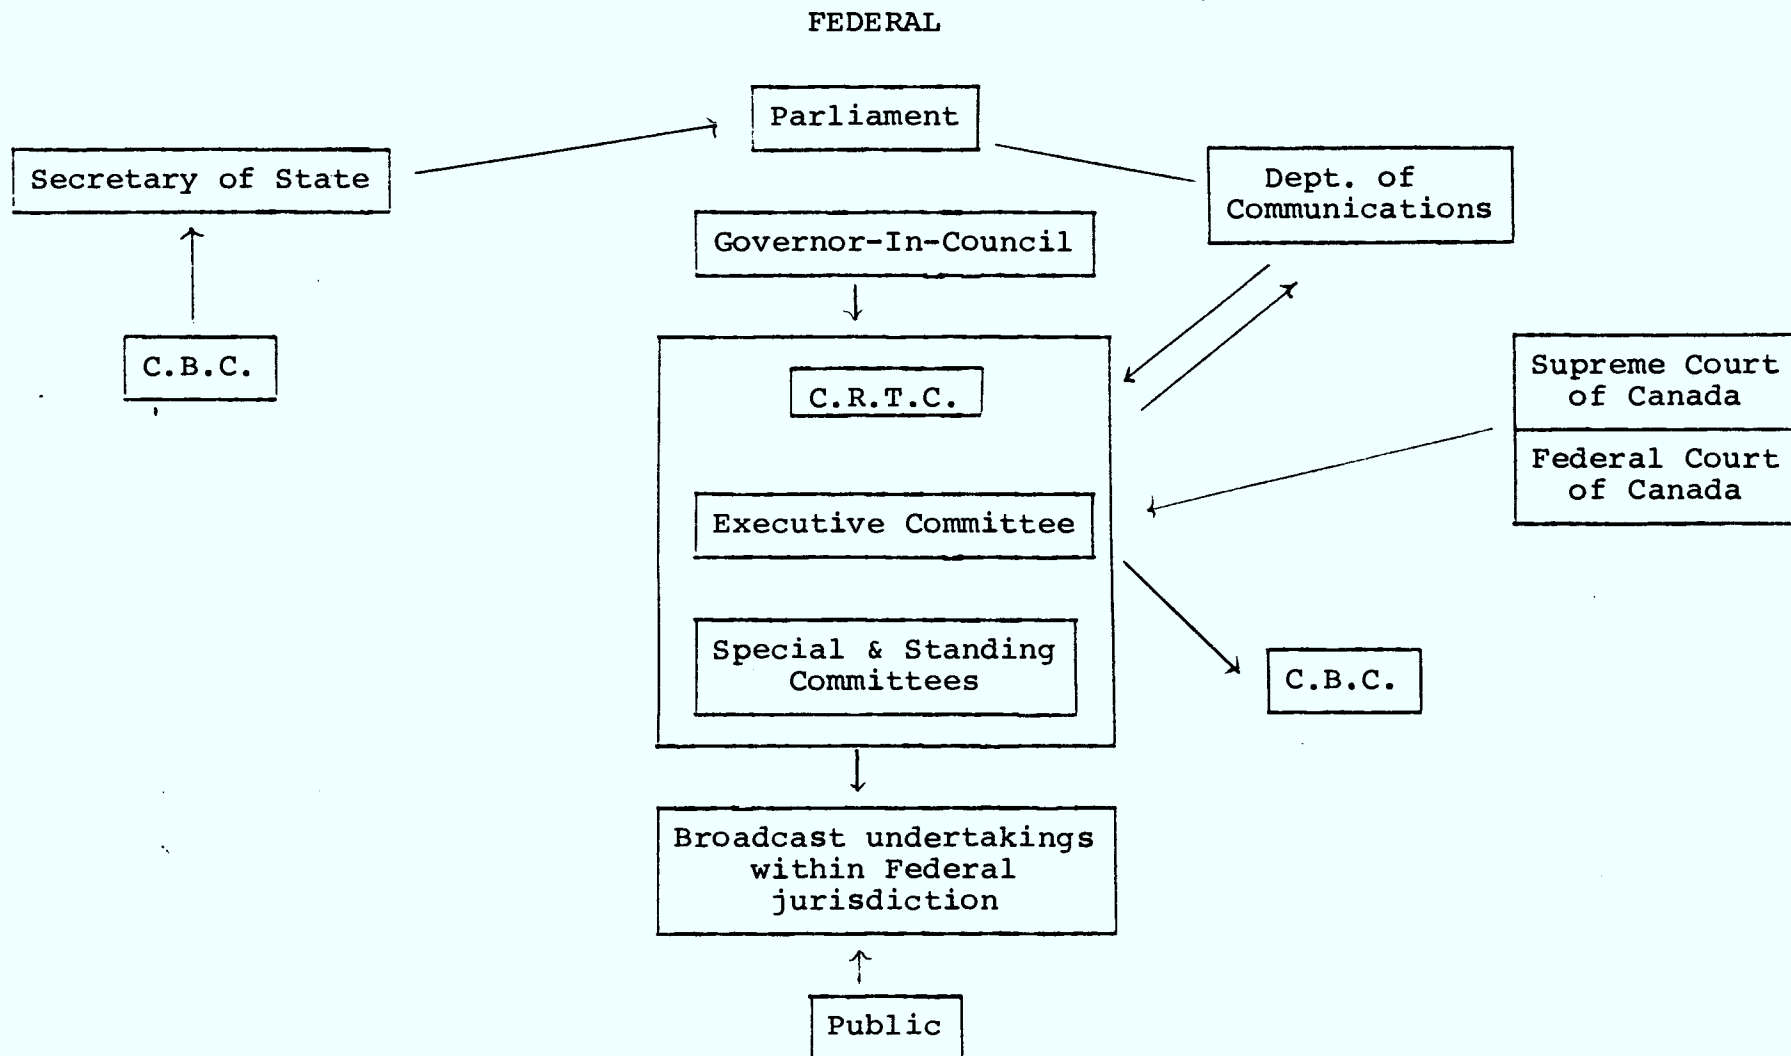 FEDERAL
Parliament
Secretary of State
Dept. of
Communications
Governor-In-Council
C.B.C.
C.R.T.C.
Supreme Court
of Canada
Federal Court
of Canada
Executive Committee
Special & Standing
Committees
C.B.C.
Broadcast undertakings
within Federal
jurisdiction
Public